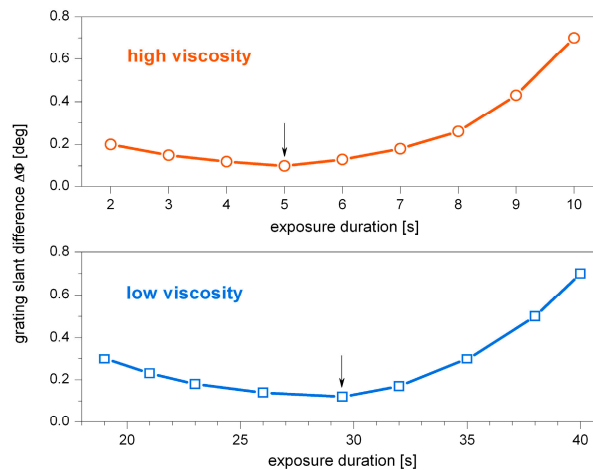 grating slant difference ΔΦ [deg]
0.8
0.6
0.4
0.2
0.0
high viscosity
2 3 4 5 6 7 8 9 10
exposure duration [s]
0.8
0.6
0.4
0.2
0.0
low viscosity
20 25 30 35 40
exposure duration [s]